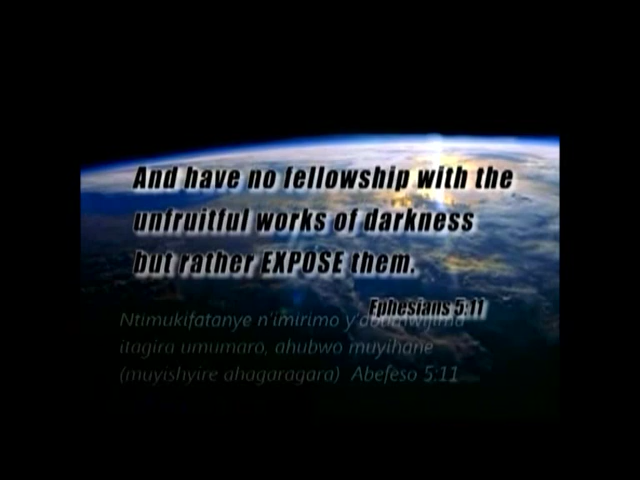 And have no fellowship with the
unfruitful works of darkness
but rather EXPOSE them.
Ephesians 5:11
Ntimukifatanye n'imirimo
itagira umumaro, ahubwo muyihane
(muyishyire ahagaragara) Abefeso 5:11